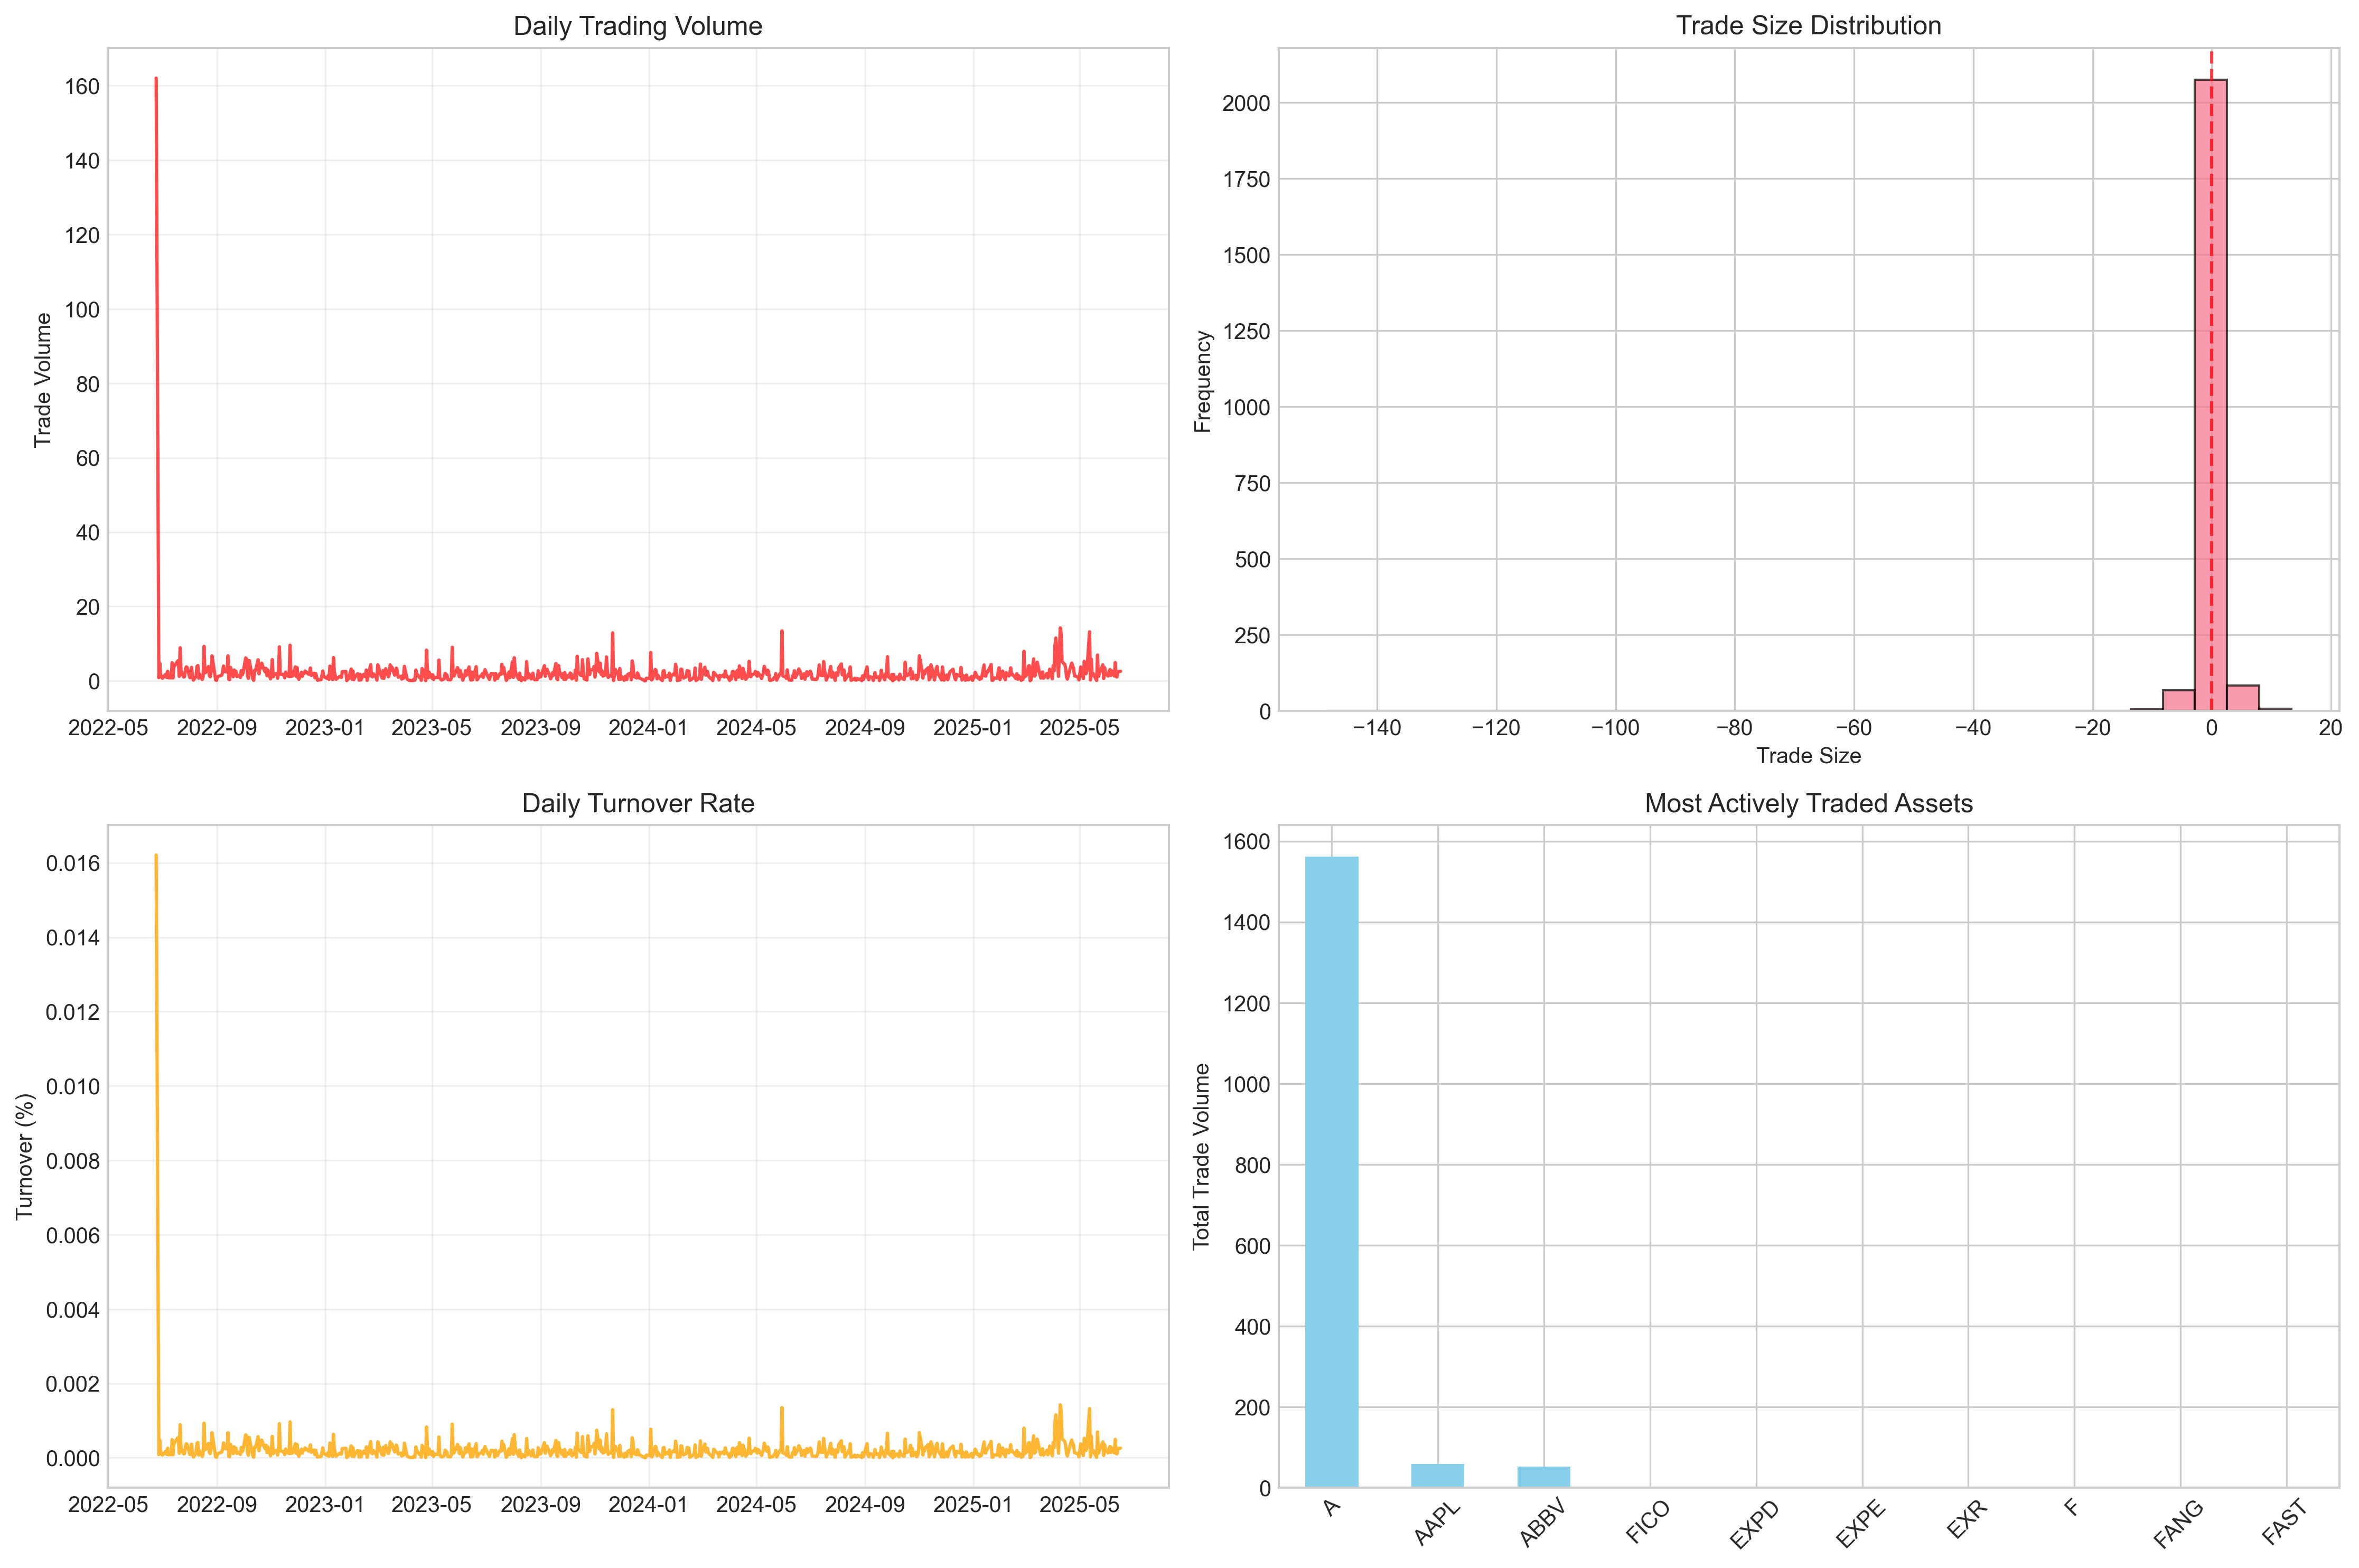 Daily Trading Volume
Trade Volume
160
140
120
100
80
60
40
20
0
2022-05 2022-09 2023-01 2023-05 2023-09 2024-01 2024-05 2024-09 2025-01 2025-05
Trade Size Distribution
Frequency
2000
1750
1500
1250
1000
750
500
250
0
−140 −120 −100 −80 −60 −40 −20 0 20
Trade Size
Daily Turnover Rate
Turnover (%)
0.016
0.014
0.012
0.010
0.008
0.006
0.004
0.002
0.000
2022-05 2022-09 2023-01 2023-05 2023-09 2024-01 2024-05 2024-09 2025-01 2025-05
Most Actively Traded Assets
Total Trade Volume
1600
1400
1200
1000
800
600
400
200
0
A AAPL ABBV FICO EXPD EXPE EXR F FANG FAST